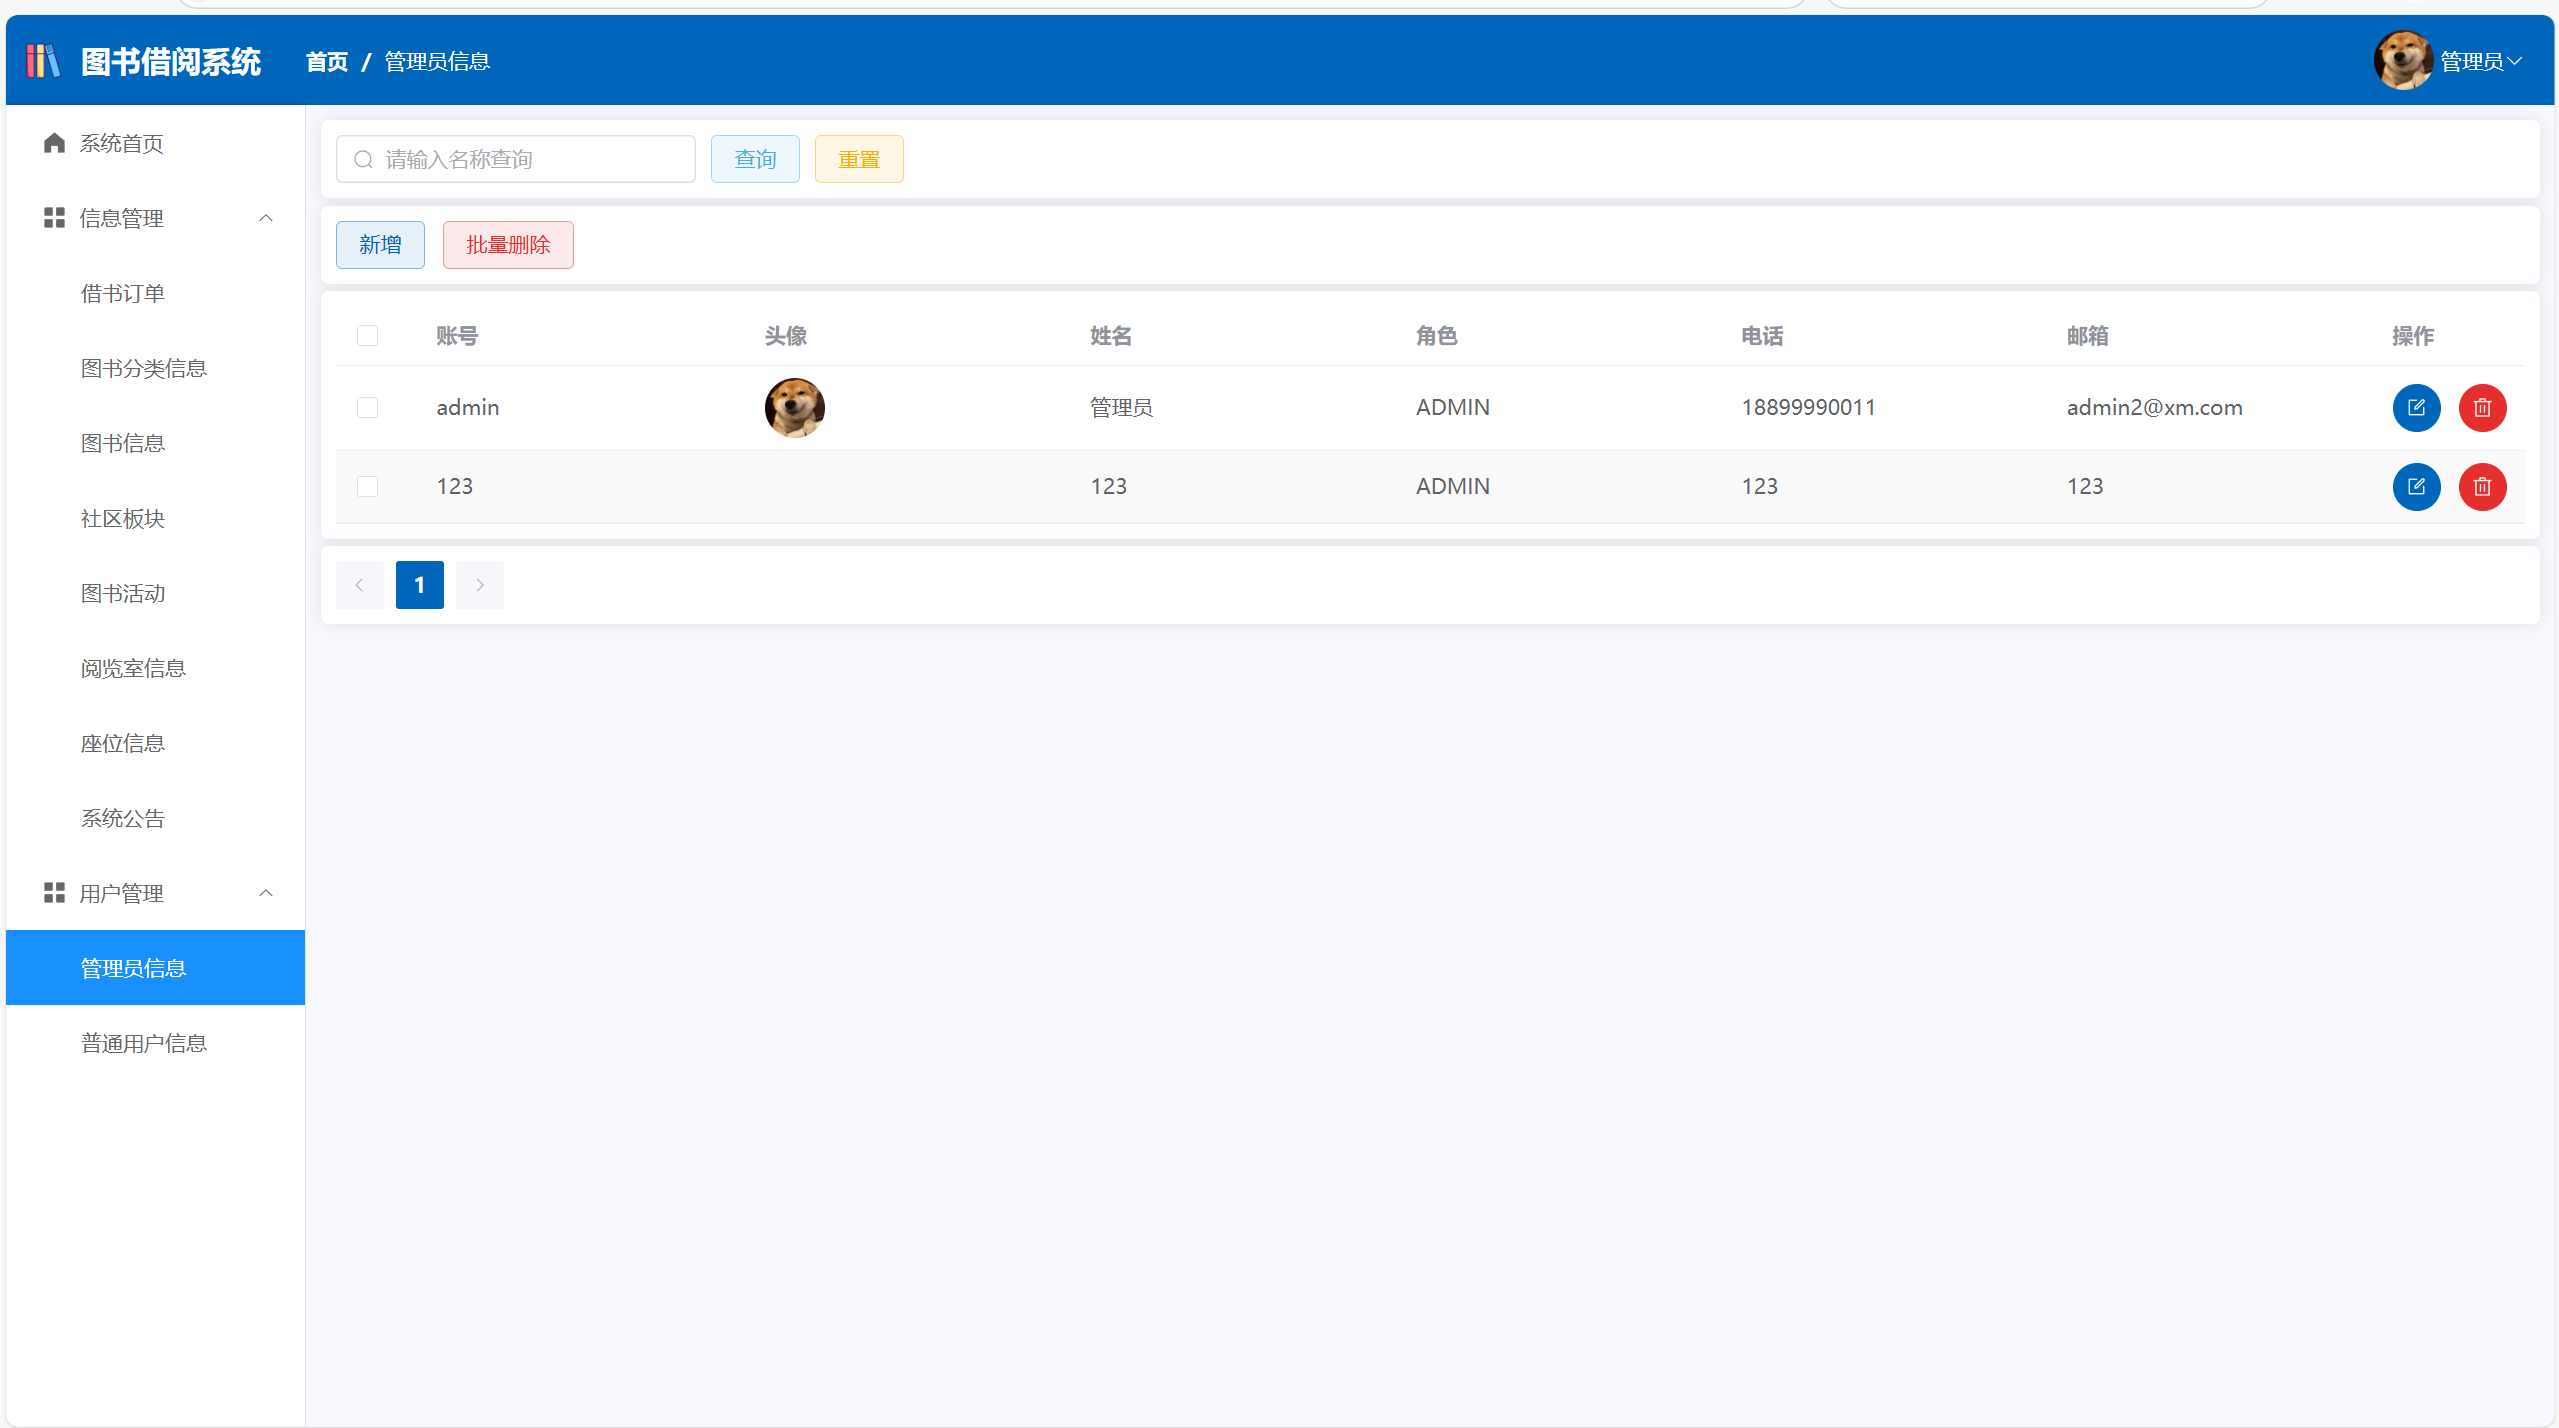 图书借阅系统
首页 / 管理员信息
管理员
系统首页
信息管理
借书订单
图书分类信息
图书信息
社区板块
图书活动
阅览室信息
座位信息
系统公告
用户管理
管理员信息
普通用户信息
请输入名称查询 查询 重置
新增 批量删除
账号 头像 姓名 角色 电话 邮箱 操作
admin 管理员 ADMIN 18899990011 admin2@xm.com
123 123 ADMIN 123 123
1